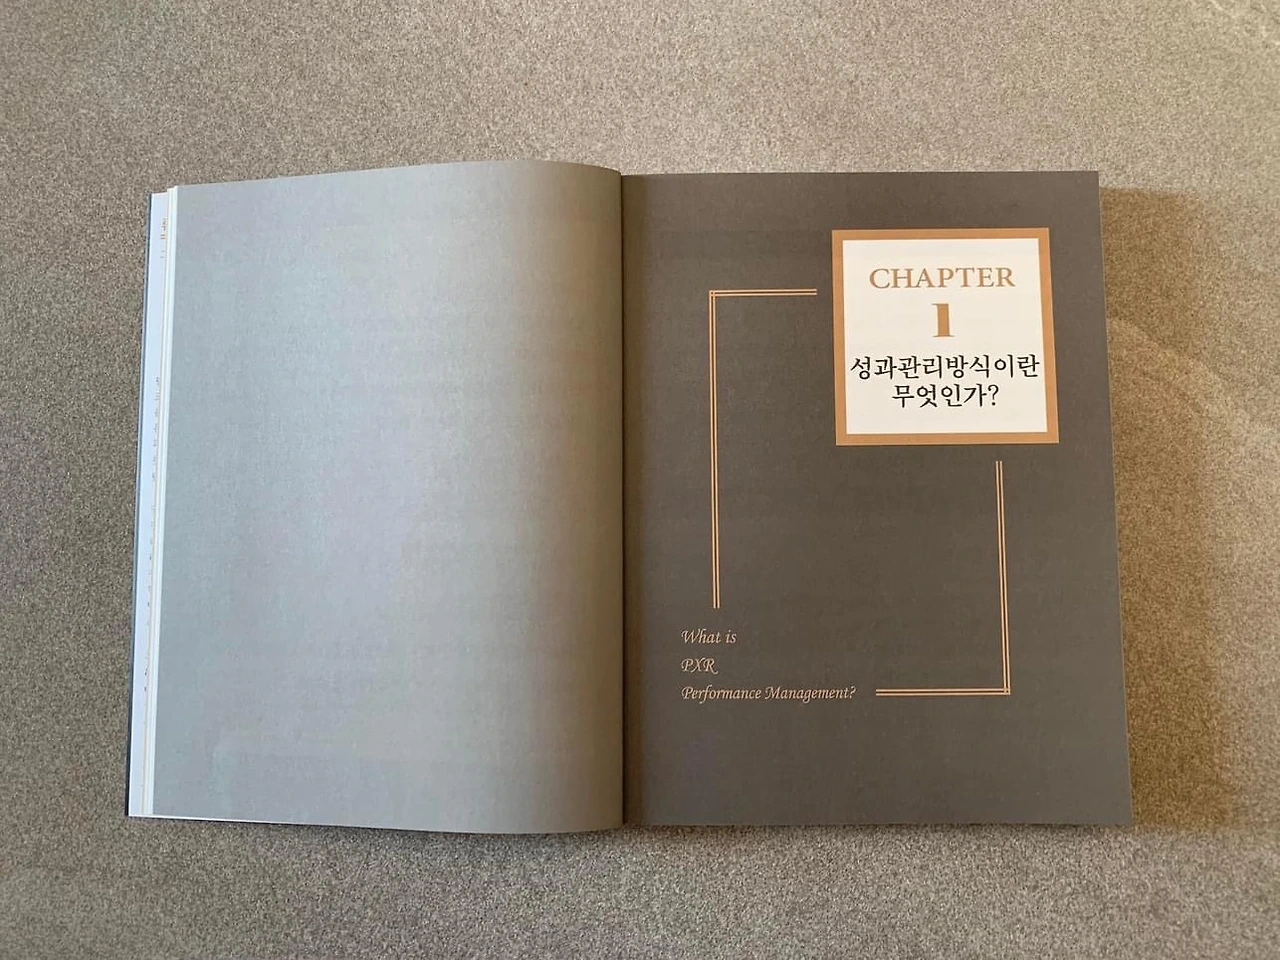 CHAPTER
1
성과관리방식이란
무엇인가?
What is
PXR
Performance Management?